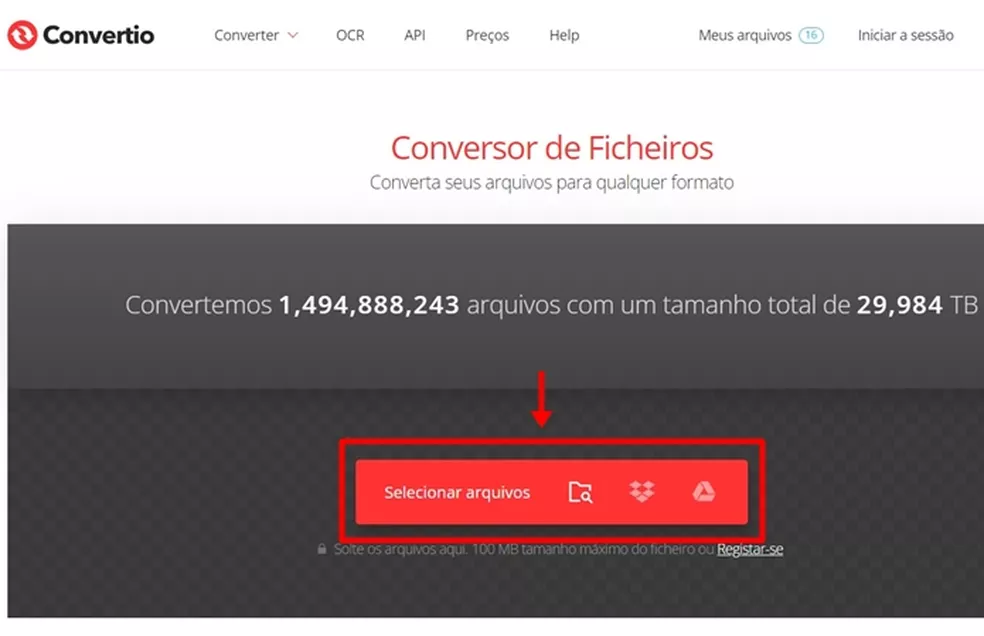 Convertio Converter OCR API Preços Help Meus arquivos 16 Iniciar a sessão
Conversor de Ficheiros
Converta seus arquivos para qualquer formato
Convertemos 1,494,888,243 arquivos com um tamanho total de 29,984 TB
Selecionar arquivos
Solte os arquivos aqui. 100 MB tamanho máximo do ficheiro ou Registar-se